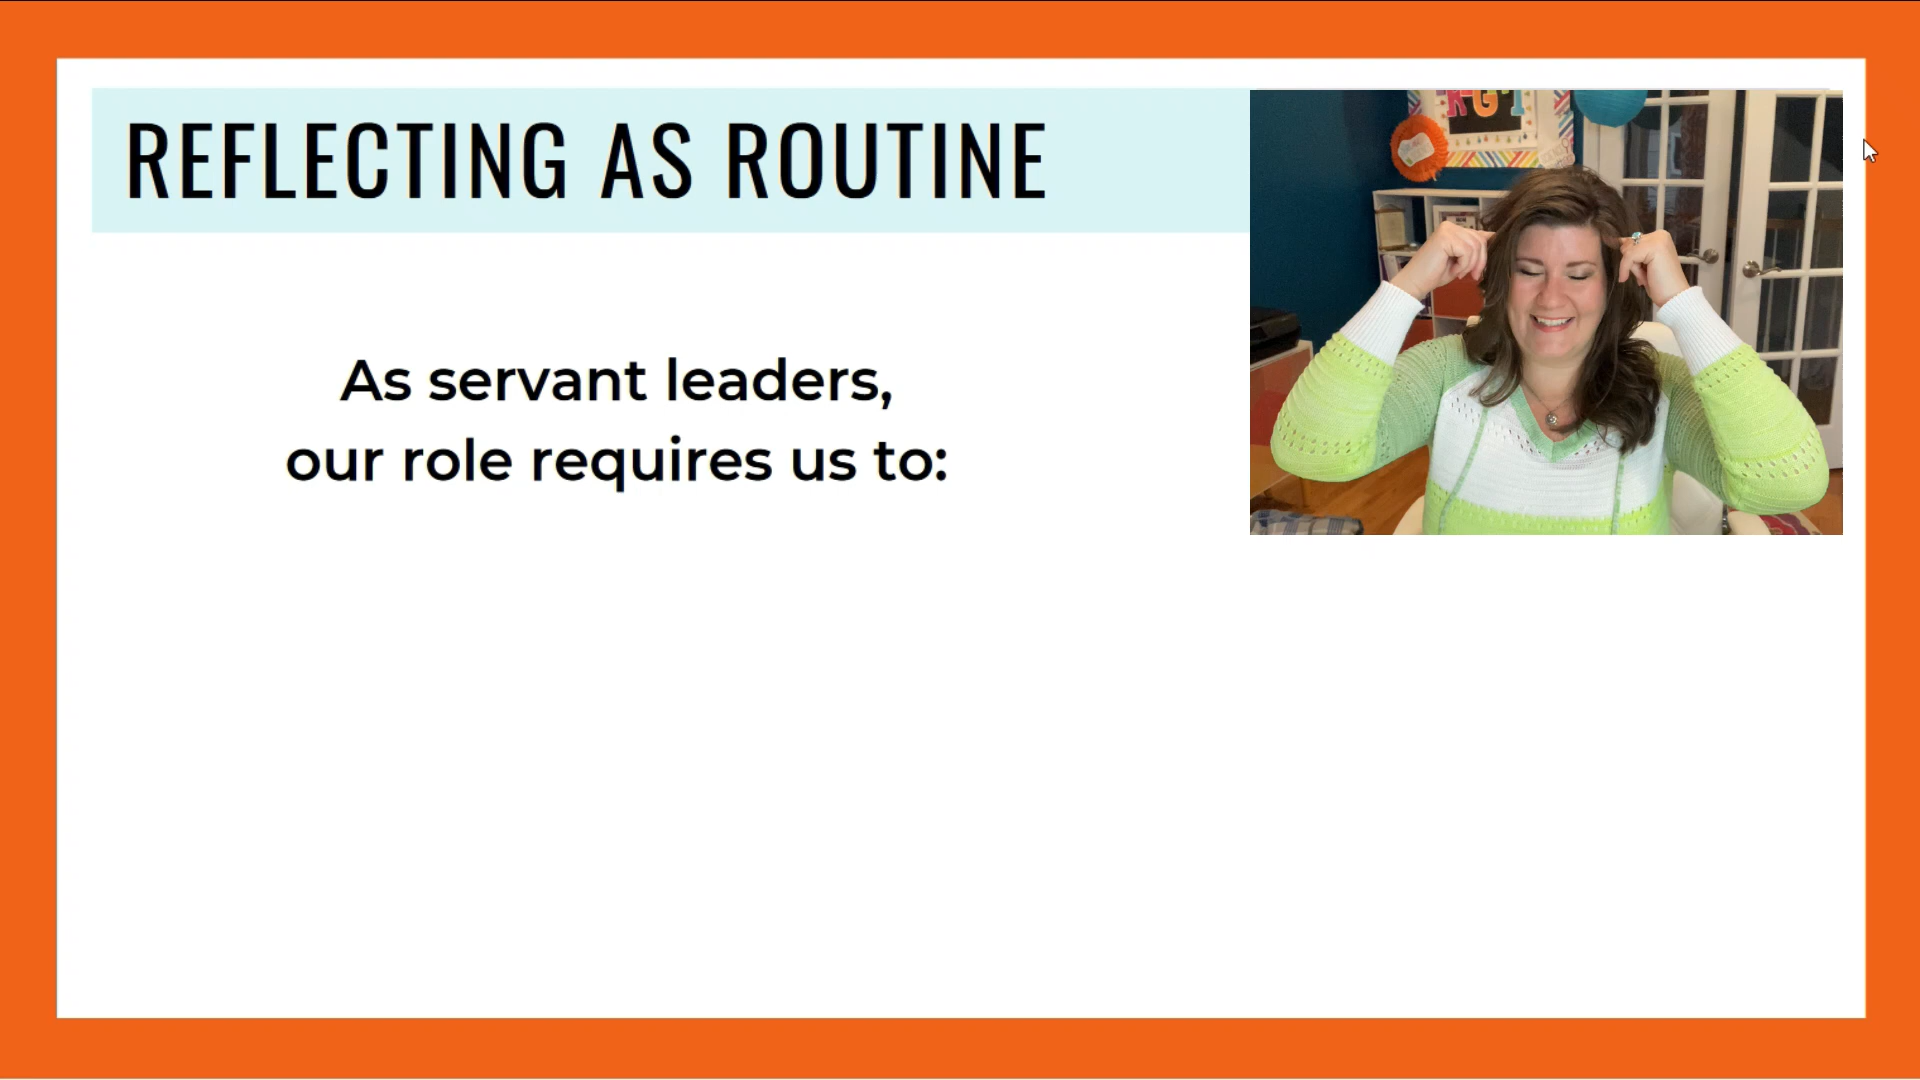 REFLECTING AS ROUTINE
As servant leaders,
our role requires us to: